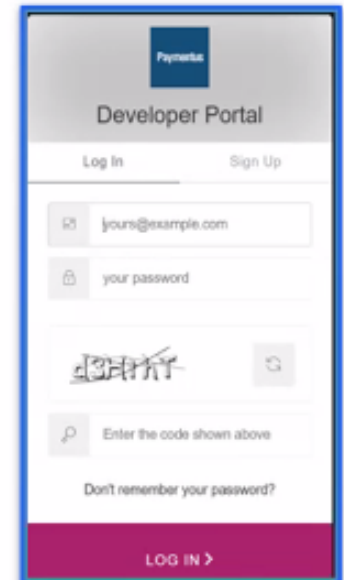 Paymentus
Developer Portal
Log In
Sign Up
yours@example.com
your password
Enter the code shown above
Don't remember your password?
LOG IN >